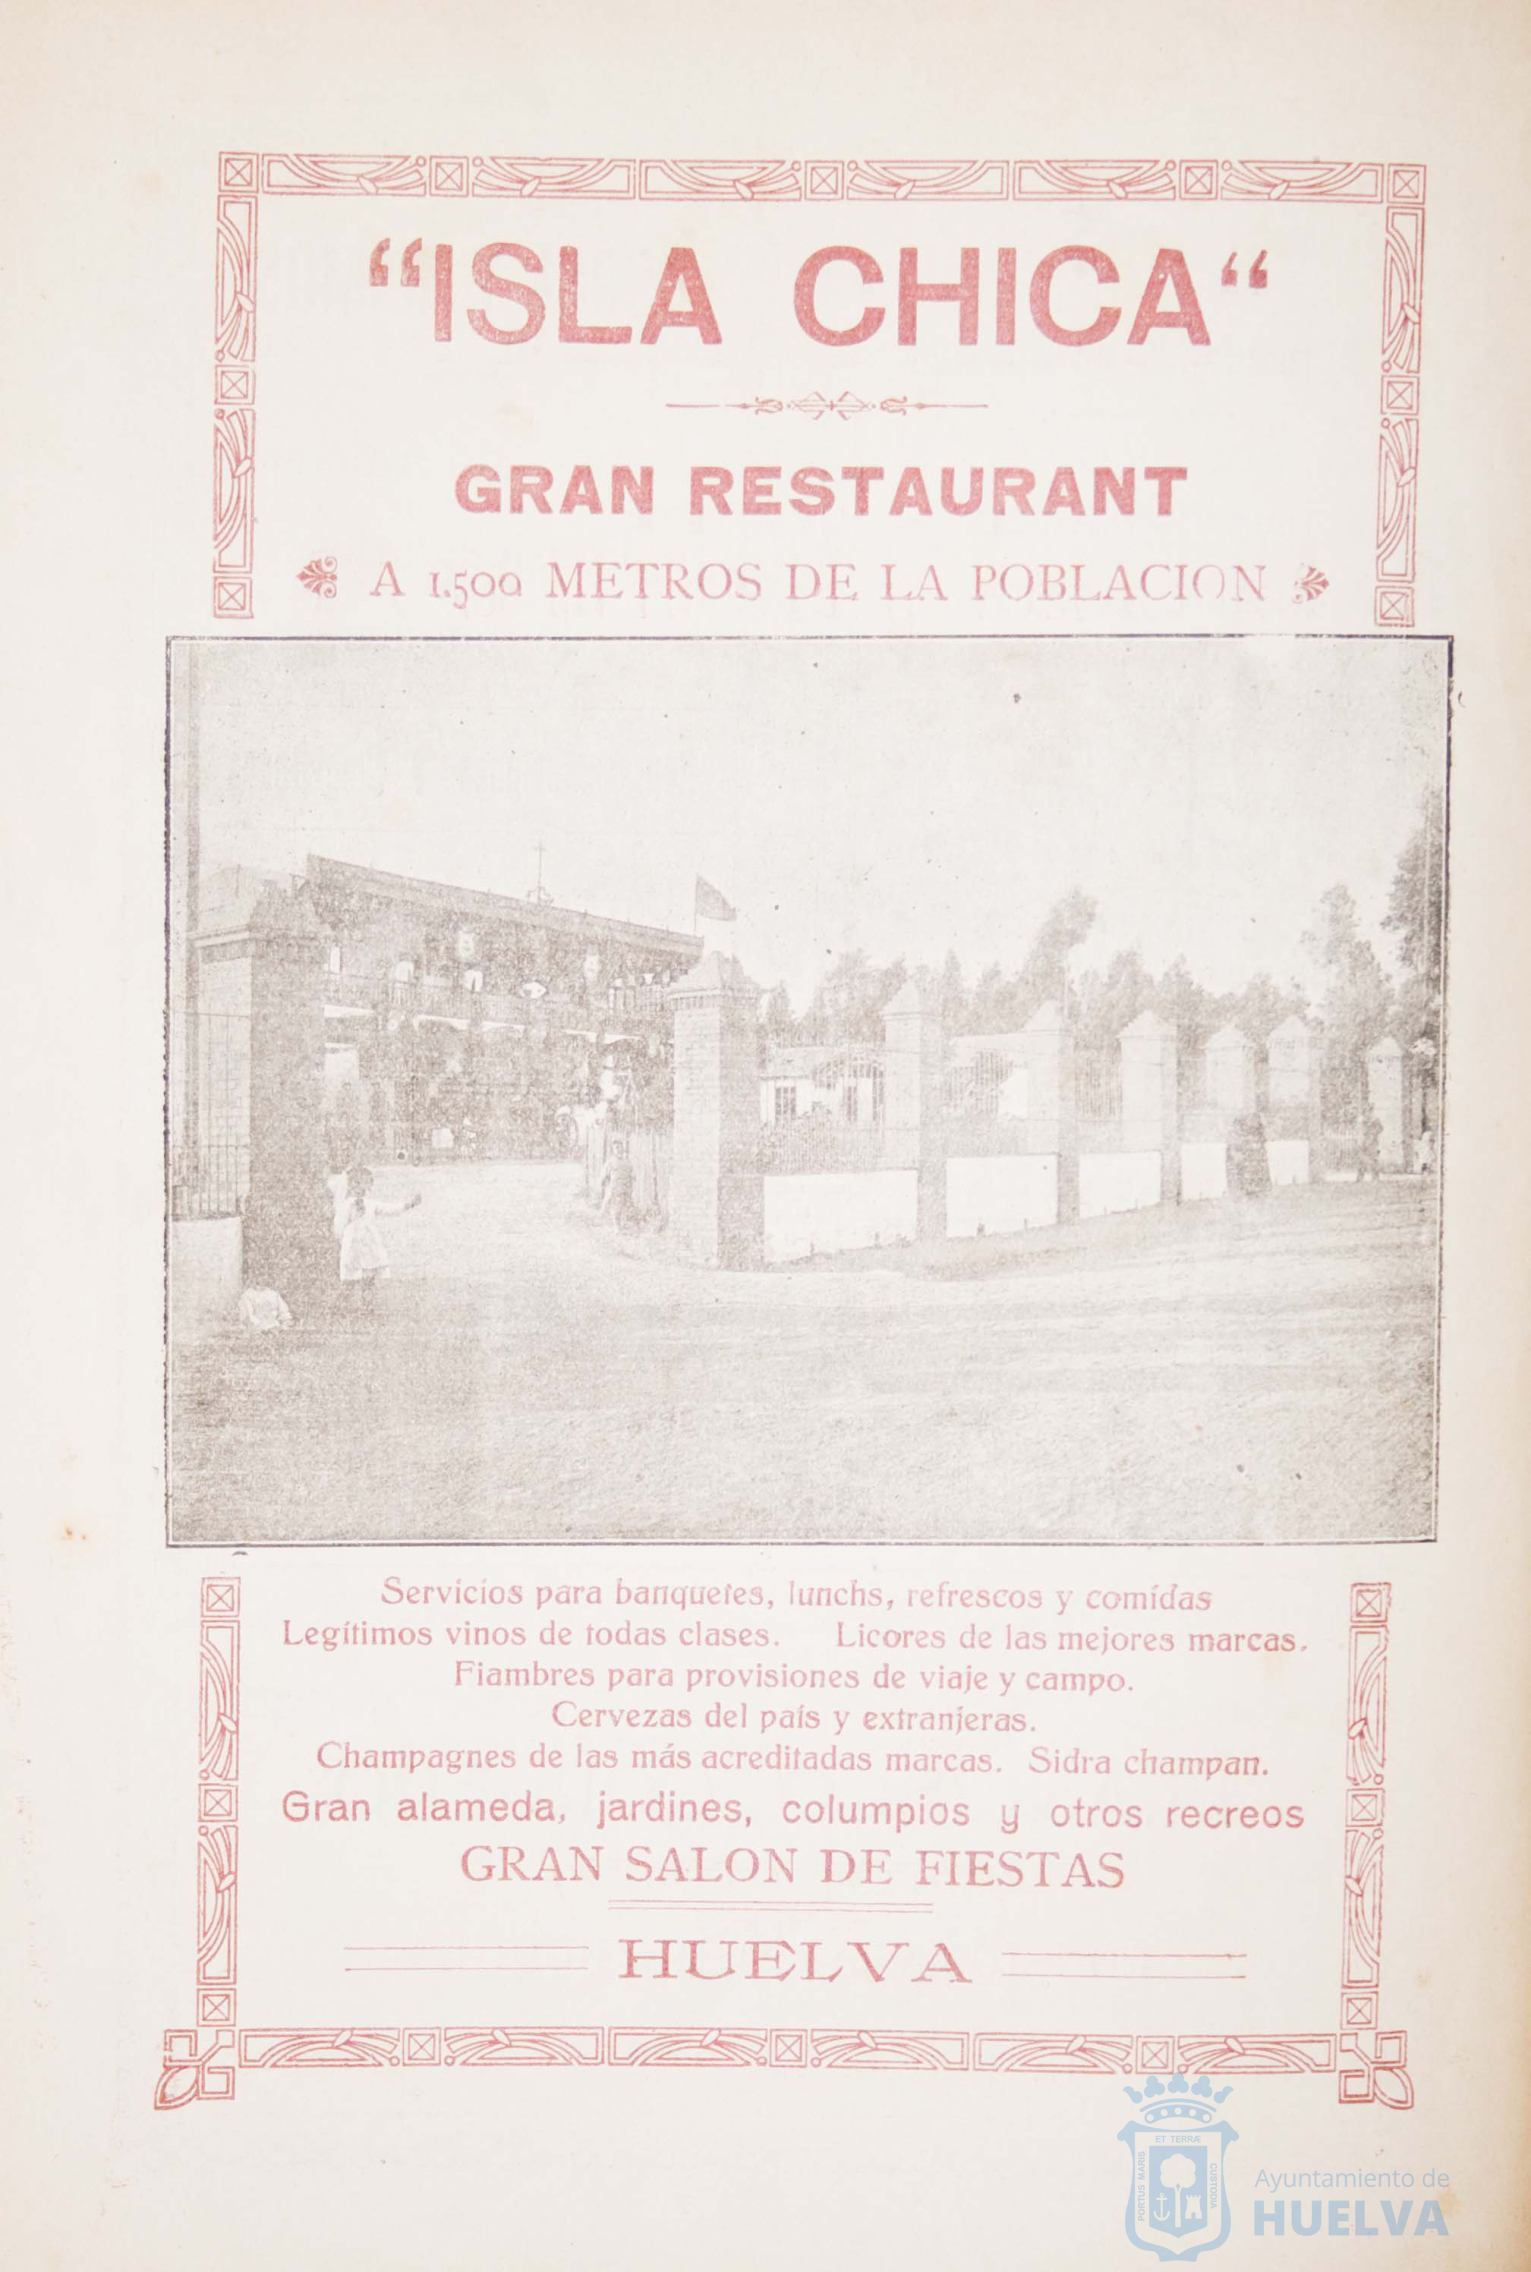 “ISLA CHICA“
GRAN RESTAURANT
A 1.500 METROS DE LA POBLACION
Servicios para banquetes, lunchs, refrescos y comidas
Legítimos vinos de todas clases. Licores de las mejores marcas.
Fiambres para provisiones de viaje y campo.
Cervezas del país y extranjeras.
Champagnes de las más acreditadas marcas. Sidra champan.
Gran alameda, jardines, columpios y otros recreos
GRAN SALON DE FIESTAS
HUELVA
PORTUS MARIS
ET TERRÆ
CUSTODIA
Ayuntamiento de
HUELVA